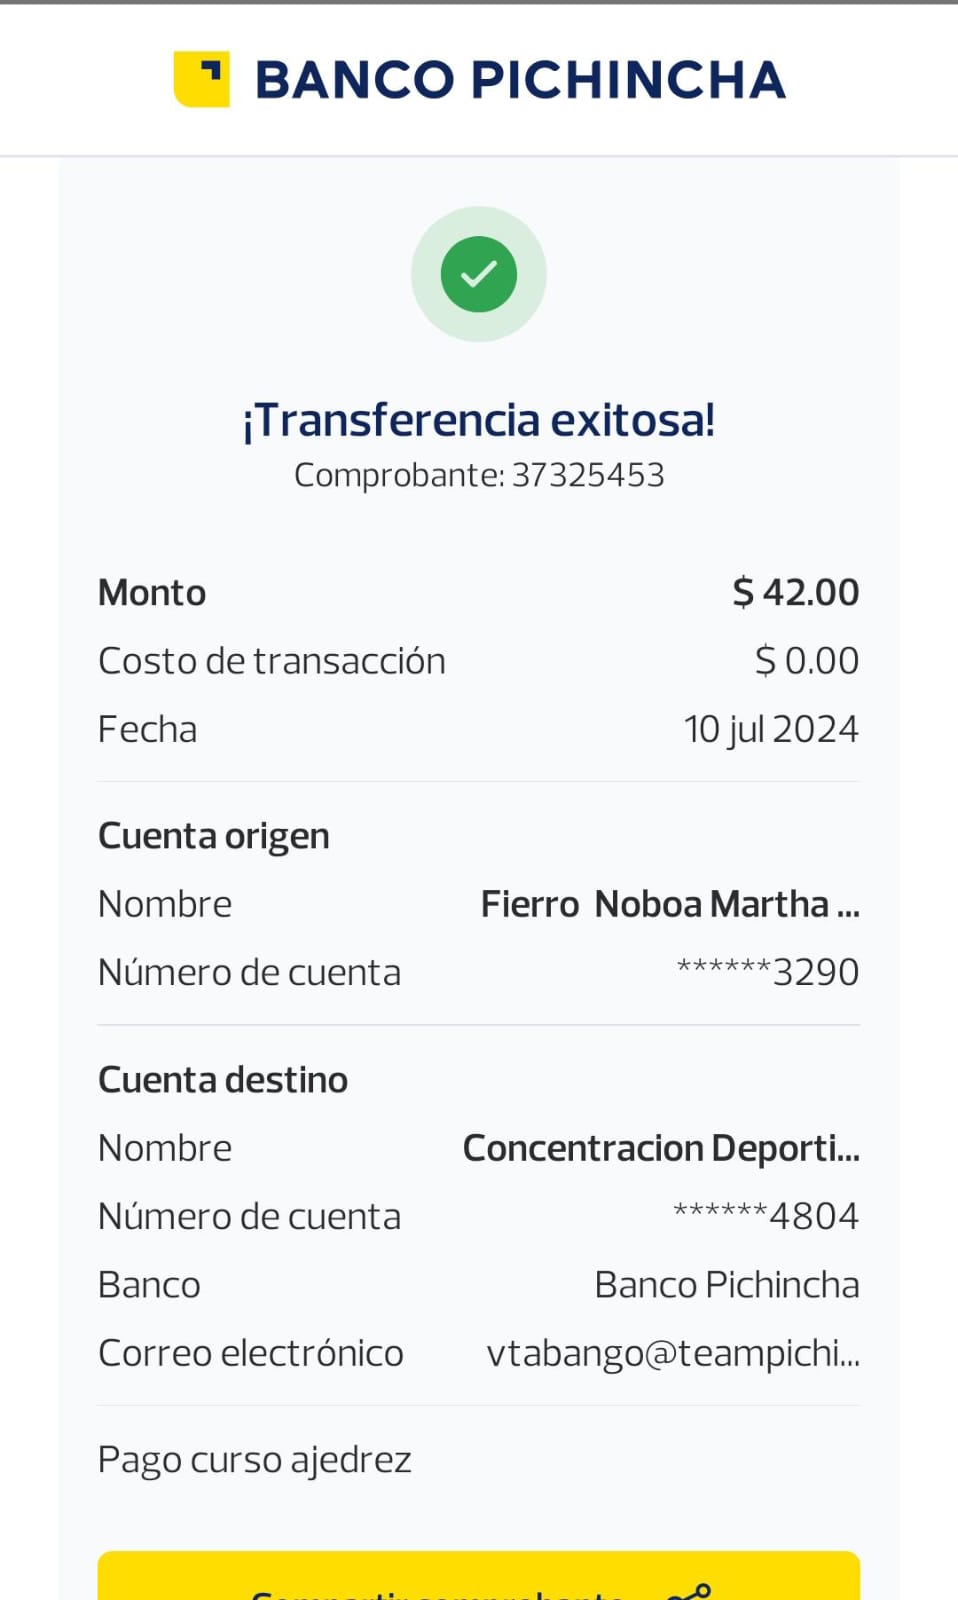 BANCO PICHINCHA
¡Transferencia exitosa!
Comprobante: 37325453
Monto $ 42.00
Costo de transacción $ 0.00
Fecha 10 jul 2024
Cuenta origen
Nombre Fierro Noboa Martha ...
Número de cuenta ******3290
Cuenta destino
Nombre Concentracion Deporti...
Número de cuenta ******4804
Banco Banco Pichincha
Correo electrónico vtabango@teampichi...
Pago curso ajedrez
Compartir comprobante